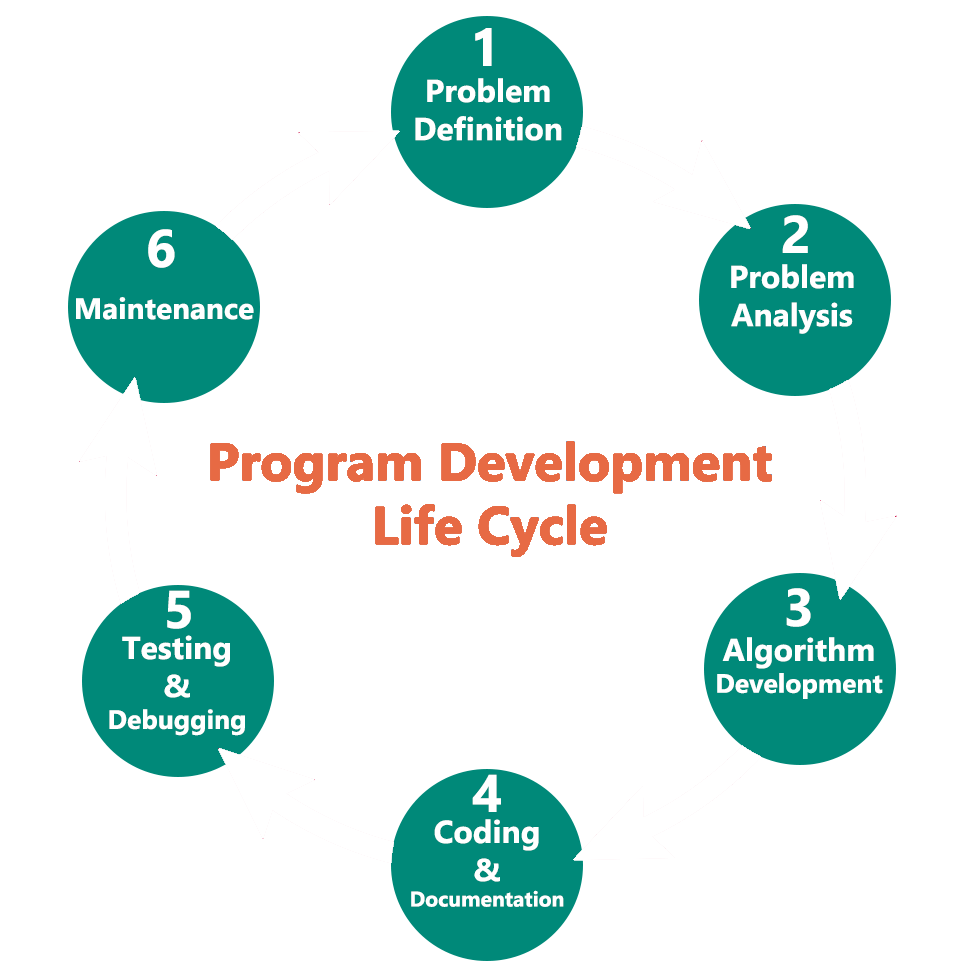 1
Problem
Definition
2
Problem
Analysis
3
Algorithm
Development
4
Coding
&
Documentation
5
Testing
&
Debugging
6
Maintenance
Program Development
Life Cycle